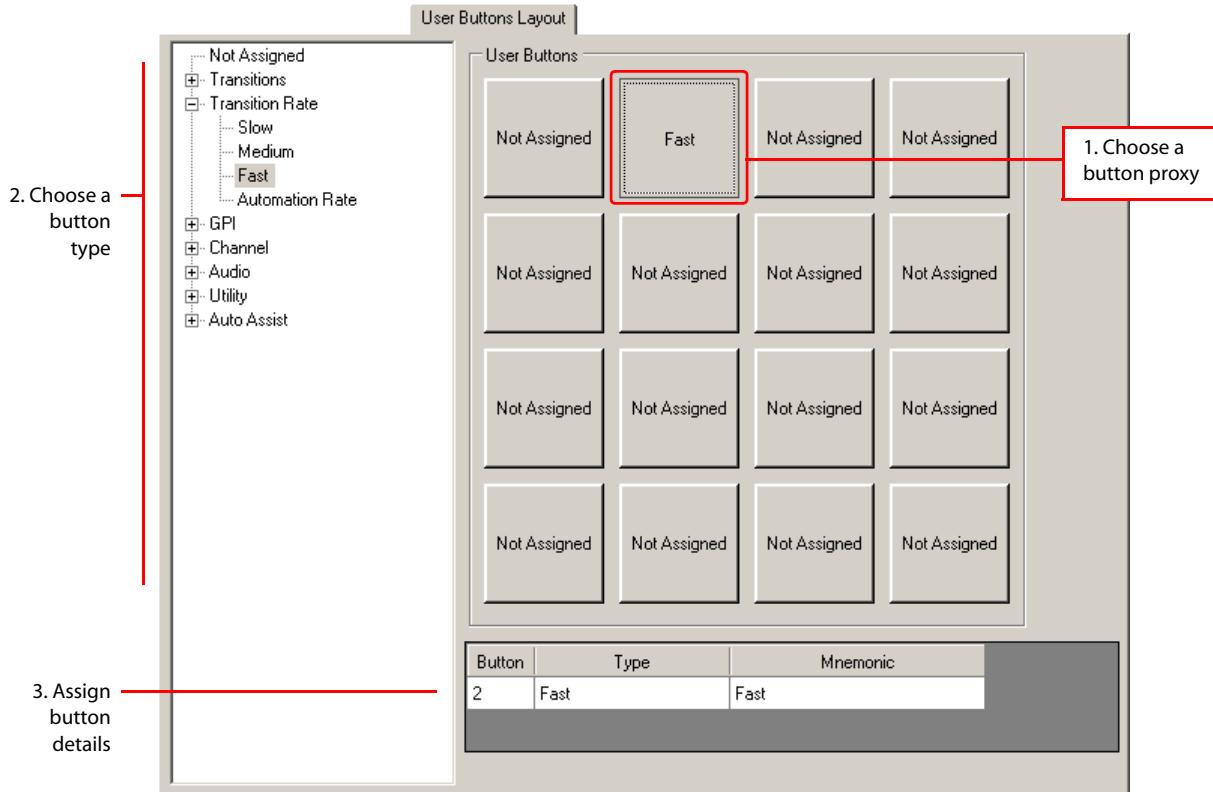 User Buttons Layout
Not Assigned
Transitions
Transition Rate
Slow
Medium
Fast
Automation Rate
GPI
Channel
Audio
Utility
Auto Assist
2. Choose a
button
type
User Buttons
Not Assigned
Fast
Not Assigned
Not Assigned
1. Choose a
button proxy
Not Assigned
Not Assigned
Not Assigned
Not Assigned
Not Assigned
Not Assigned
Not Assigned
Not Assigned
Not Assigned
Not Assigned
Not Assigned
Not Assigned
Button Type Mnemonic
2 Fast Fast
3. Assign
button
details